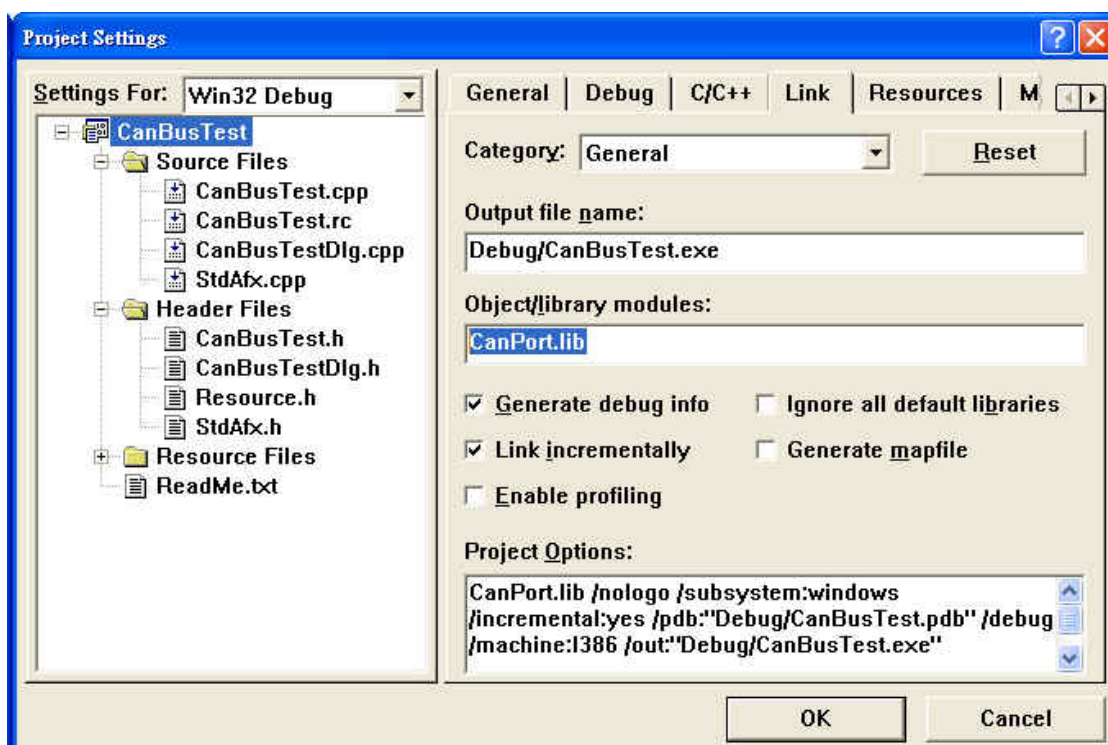 Project Settings
Settings For: Win32 Debug
CanBusTest
Source Files
CanBusTest.cpp
CanBusTest.rc
CanBusTestDlg.cpp
StdAfx.cpp
Header Files
CanBusTest.h
CanBusTestDlg.h
Resource.h
StdAfx.h
Resource Files
ReadMe.txt
General Debug C/C++ Link Resources M
Category: General Reset
Output file name:
Debug/CanBusTest.exe
Object/library modules:
CanPort.lib
Generate debug info Ignore all default libraries
Link incrementally Generate mapfile
Enable profiling
Project Options:
CanPort.lib /nologo /subsystem:windows
/incremental:yes /pdb:"Debug/CanBusTest.pdb" /debug
/machine:I386 /out:"Debug/CanBusTest.exe"
OK Cancel